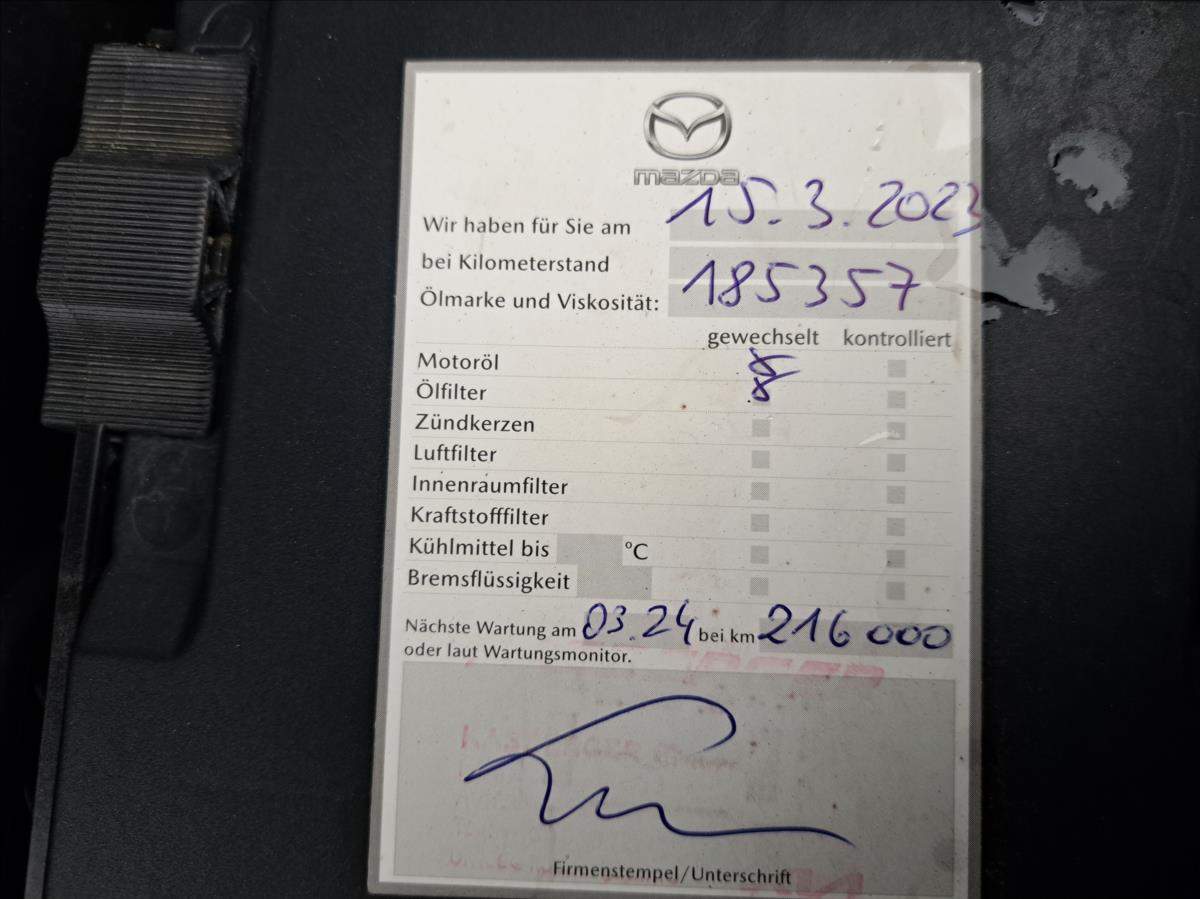 mazda
Wir haben für Sie am 15.3.2023
bei Kilometerstand 185357
Ölmarke und Viskosität:
gewechselt kontrolliert
Motoröl
Ölfilter
Zündkerzen
Luftfilter
Innenraumfilter
Kraftstofffilter
Kühlmittel bis °C
Bremsflüssigkeit
Nächste Wartung am 03.24 bei km 216 000
oder laut Wartungsmonitor.
Firmenstempel/Unterschrift